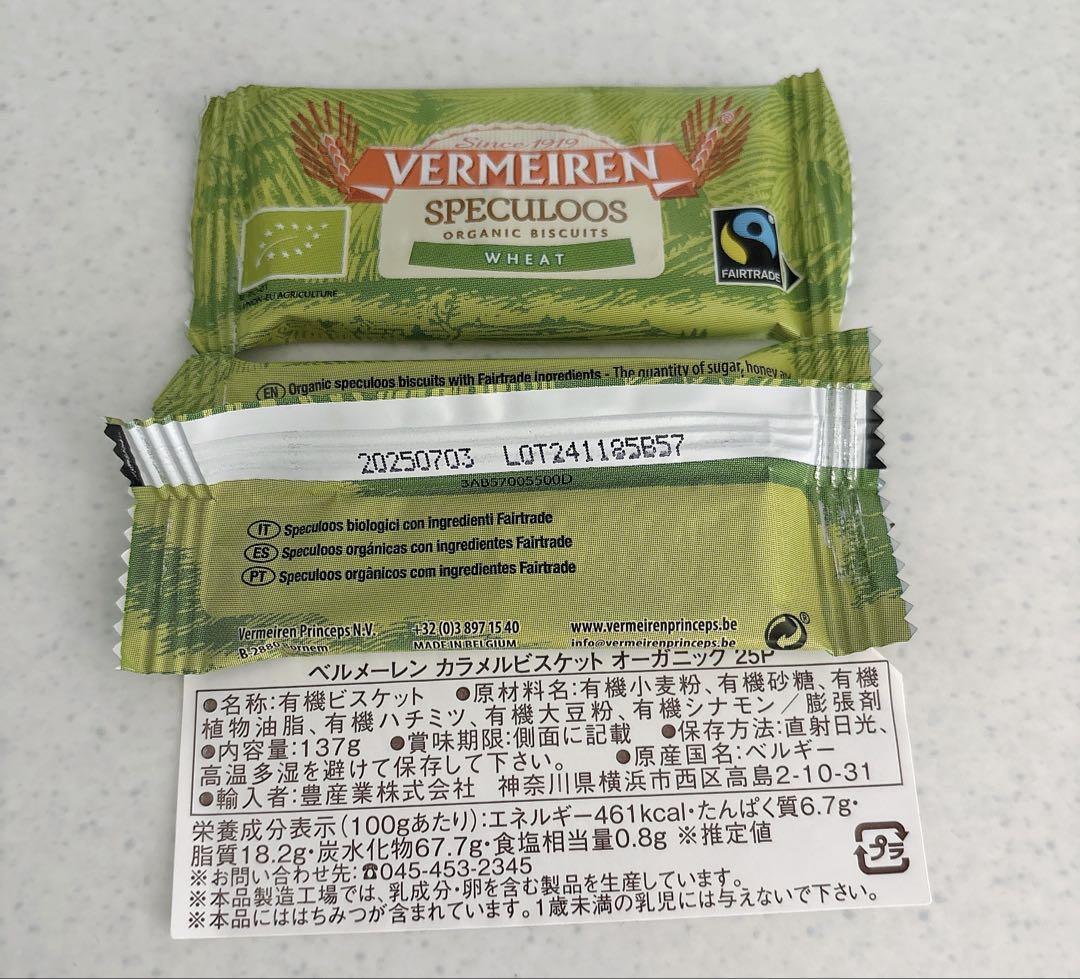 Since 1919
VERMEIREN
®
SPECULOOS
ORGANIC BISCUITS
WHEAT
NON-EU AGRICULTURE
FAIRTRADE
EN Organic speculoos biscuits with Fairtrade ingredients - The quantity of sugar, honey
20250703 LOT241185B57
3AB57005500D
IT Speculoos biologici con ingredienti Fairtrade
ES Speculoos orgánicas con ingredientes Fairtrade
PT Speculoos orgânicos com ingredientes Fairtrade
Vermeiren Princeps N.V. +32 (0)3 897 15 40 www.vermeirenprinceps.be
MADE IN BELGIUM info@vermeirenprinceps.be
ベルメーレン カラメルビスケット オーガニック 25P
●名称:有機ビスケット ●原材料名:有機小麦粉、有機砂糖、有機
植物油脂、有機ハチミツ、有機大豆粉、有機シナモン/膨張剤
●内容量:137g ●賞味期限:側面に記載 ●保存方法:直射日光、
高温多湿を避けて保存して下さい。 ●原産国名:ベルギー
●輸入者:豊産業株式会社 神奈川県横浜市西区高島2-10-31
栄養成分表示(100gあたり):エネルギー461kcal・たんぱく質6.7g・
脂質18.2g・炭水化物67.7g・食塩相当量0.8g ※推定値
プラ
※お問い合わせ先:☎045-453-2345
※本品製造工場では、乳成分・卵を含む製品を生産しています。
※本品にははちみつが含まれています。1歳未満の乳児には与えないで下さい。